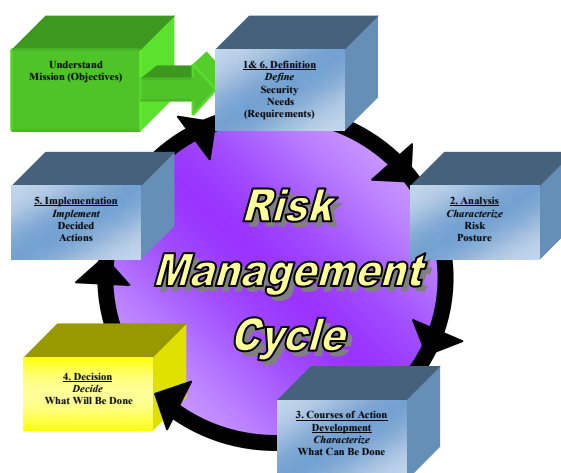 Understand
Mission (Objectives)
1& 6. Definition
Define
Security
Needs
(Requirements)
5. Implementation
Implement
Decided
Actions
Risk
Management
Cycle
2. Analysis
Characterize
Risk
Posture
4. Decision
Decide
What Will Be Done
3. Courses of Action
Development
Characterize
What Can Be Done